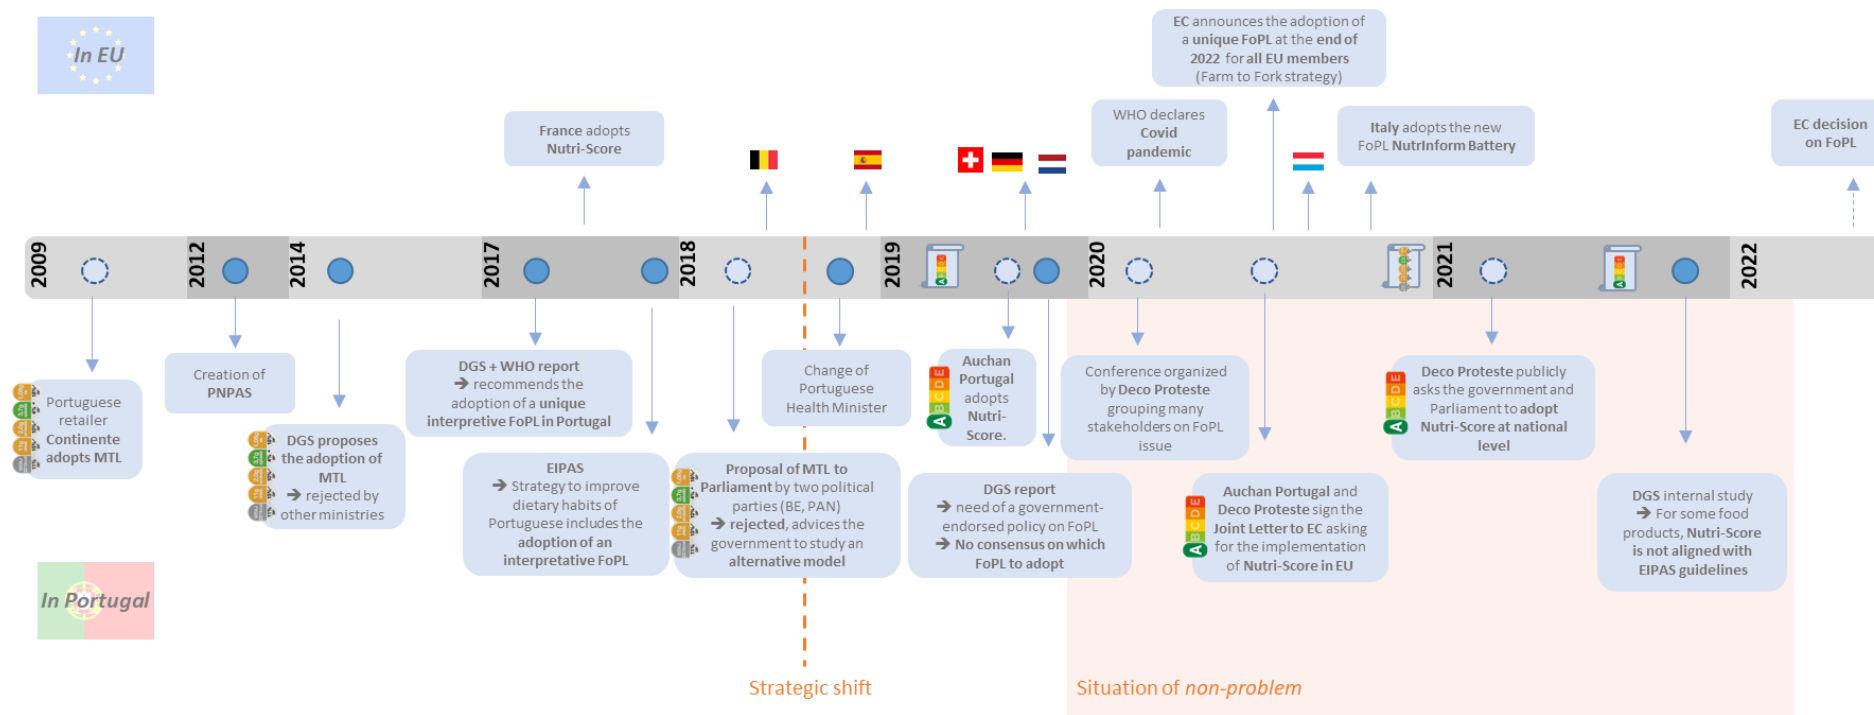 In EU
EC announces the adoption of
a unique FoPL at the end of
2022 for all EU members
(Farm to Fork strategy)
France adopts
Nutri-Score
WHO declares
Covid
pandemic
Italy adopts the new
FoPL NutrInform Battery
EC decision
on FoPL
2009
2012
2014
2017
2018
2019
2020
2021
2022
Portuguese
retailer
Continente
adopts MTL
Creation of
PNPAS
DGS proposes
the adoption of
MTL
➔ rejected by
other ministries
DGS + WHO report
➔ recommends the
adoption of a unique
interpretive FoPL in Portugal
EIPAS
➔ Strategy to improve
dietary habits of
Portuguese includes the
adoption of an
interpretative FoPL
Proposal of MTL to
Parliament by two political
parties (BE, PAN)
➔ rejected, advices the
government to study an
alternative model
Change of
Portuguese
Health Minister
A B C D E
Auchan
Portugal
adopts
Nutri-
Score.
DGS report
➔ need of a government-
endorsed policy on FoPL
➔ No consensus on which
FoPL to adopt
Conference organized
by Deco Proteste
grouping many
stakeholders on FoPL
issue
A B C D E
Auchan Portugal and
Deco Proteste sign the
Joint Letter to EC asking
for the implementation
of Nutri-Score in EU
A B C D E
Deco Proteste publicly
asks the government and
Parliament to adopt
Nutri-Score at national
level
DGS internal study
➔ For some food
products, Nutri-Score
is not aligned with
EIPAS guidelines
In Portugal
Strategic shift
Situation of non-problem